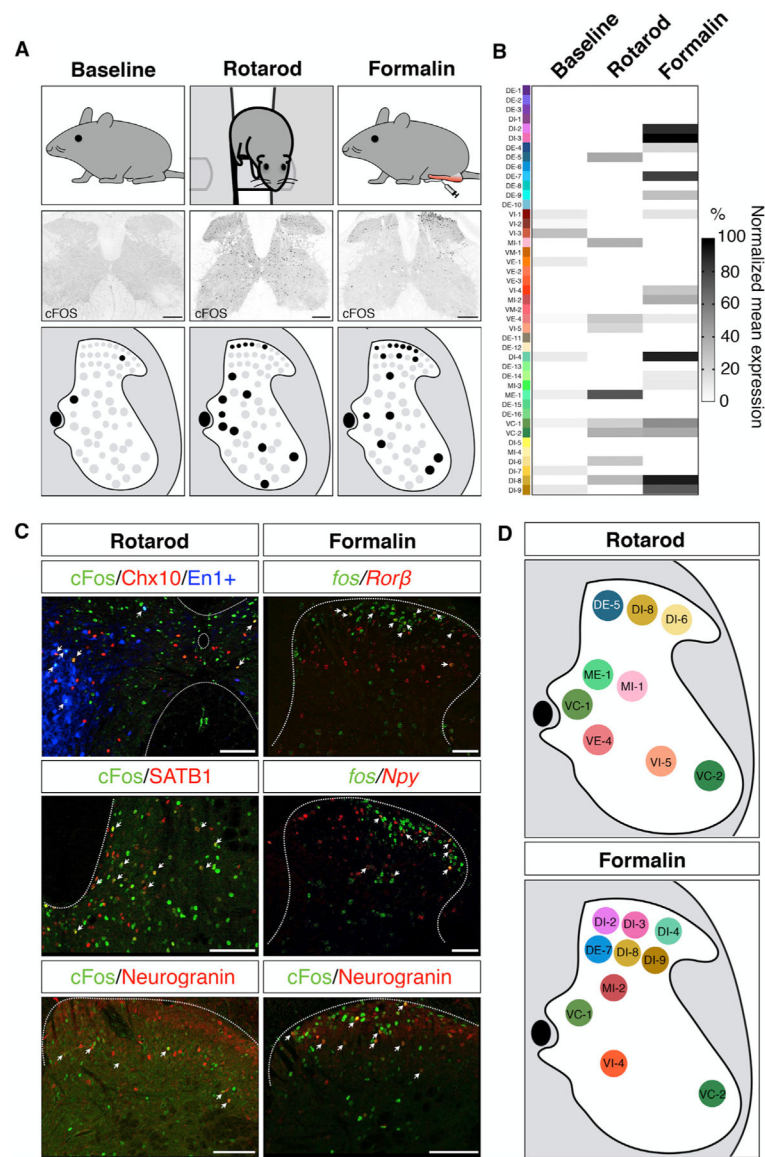 A
Baseline
Rotarod
Formalin
cFOS
cFOS
cFOS
B
Baseline
Rotarod
Formalin
DE-1
DE-2
DE-3
DI-1
DI-2
DI-3
DE-4
DE-5
DE-6
DE-7
DE-8
DE-9
DE-10
VI-1
VI-2
VI-3
MI-1
VM-1
VE-1
VE-2
VE-3
VI-4
MI-2
VM-2
VE-4
VI-5
DE-11
DE-12
DI-4
DE-13
DE-14
MI-3
ME-1
DE-15
DE-16
VC-1
VC-2
DI-5
MI-4
DI-6
DI-7
DI-8
DI-9
%
100
80
60
40
20
0
Normalized mean expression
C
Rotarod
Formalin
cFos/Chx10/En1+
fos/Rorβ
cFos/SATB1
fos/Npy
cFos/Neurogranin
cFos/Neurogranin
D
Rotarod
DE-5
DI-8
DI-6
ME-1
MI-1
VC-1
VE-4
VI-5
VC-2
Formalin
DI-2
DI-3
DI-4
DE-7
DI-8
DI-9
MI-2
VC-1
VI-4
VC-2